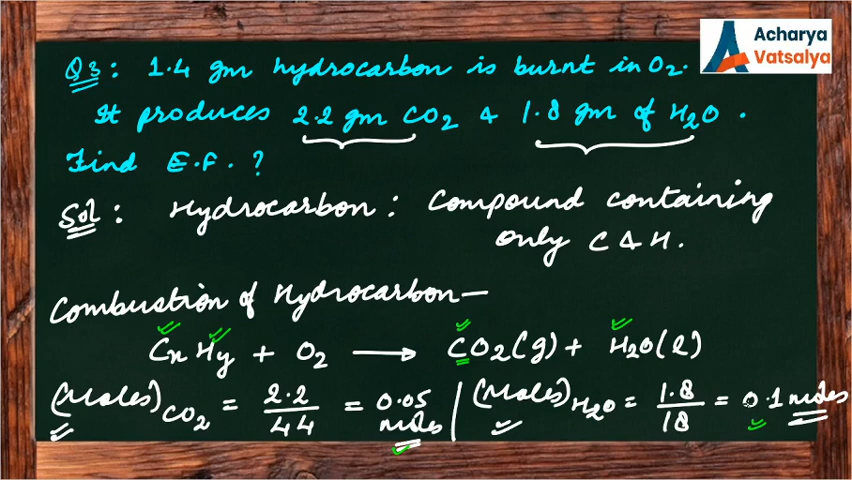 Acharya
Vatsalya
Q3: 1.4 gm hydrocarbon is burnt in O2.
It produces 2.2 gm CO2 & 1.8 gm of H2O.
Find E.F.?
Sol: Hydrocarbon: Compound containing
only C & H.
Combustion of Hydrocarbon—
Cx Hy + O2 → CO2(g) + H2O(l)
(Moles)CO2 = 2.2/44 = 0.05 moles | (Moles)H2O = 1.8/18 = 0.1 moles